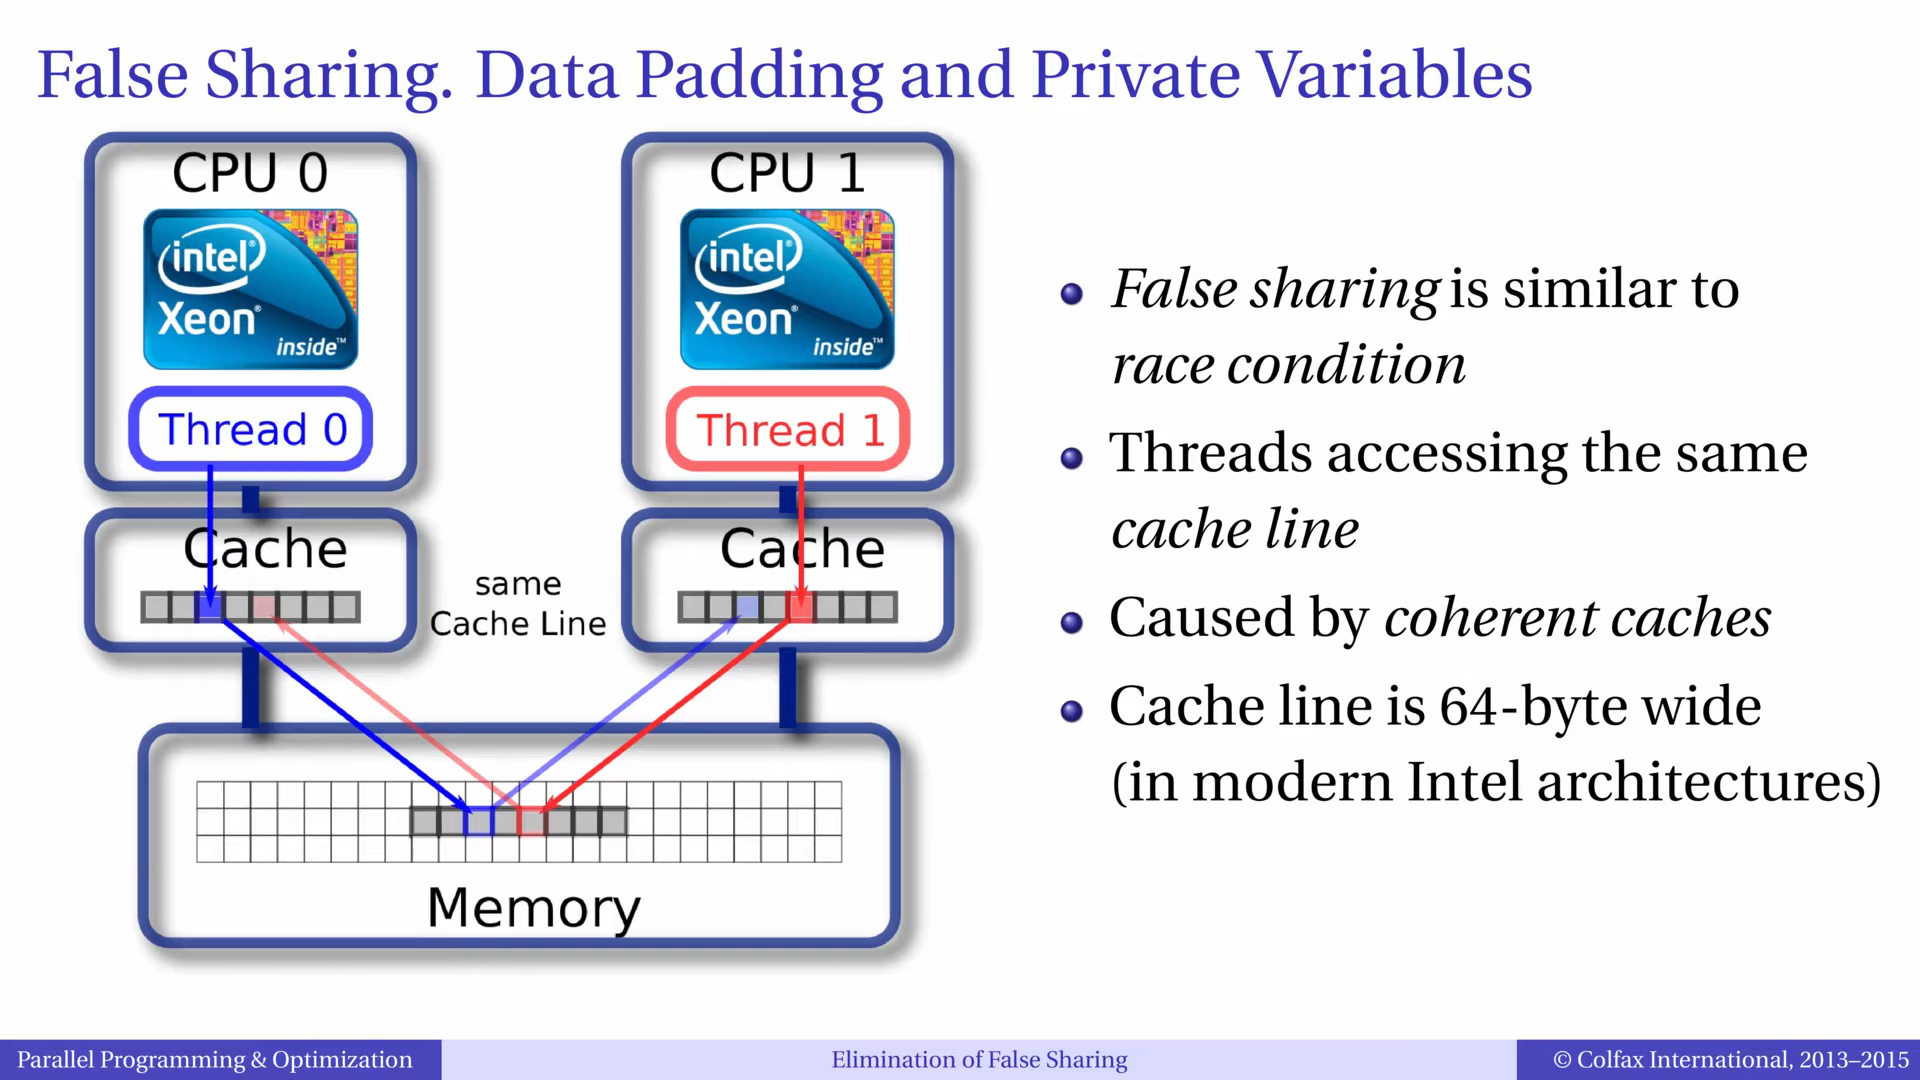 False Sharing. Data Padding and Private Variables
CPU 0
intel®
Xeon®
inside™
Thread 0
Cache
CPU 1
intel®
Xeon®
inside™
Thread 1
Cache
same
Cache Line
Memory
False sharing is similar to
race condition
Threads accessing the same
cache line
Caused by coherent caches
Cache line is 64-byte wide
(in modern Intel architectures)
Parallel Programming & Optimization
Elimination of False Sharing
© Colfax International, 2013–2015